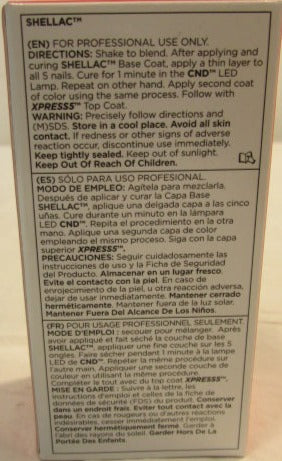 SHELLAC™
(EN) FOR PROFESSIONAL USE ONLY.
DIRECTIONS: Shake to blend. After applying and
curing SHELLAC™ Base Coat, apply a thin layer to
all 5 nails. Cure for 1 minute in the CND™ LED
Lamp. Repeat on other hand. Apply second coat
of color using the same process. Follow with
XPRESS5™ Top Coat.
WARNING: Precisely follow directions and
(M)SDS. Store in a cool place. Avoid all skin
contact. If redness or other signs of adverse
reaction occur, discontinue use immediately.
Keep tightly sealed. Keep out of sunlight.
Keep Out Of Reach Of Children.
(ES) SÓLO PARA USO PROFESIONAL.
MODO DE EMPLEO: Agítela para mezclarla.
Después de aplicar y curar la Capa Base
SHELLAC™, aplique una delgada capa a las cinco
uñas. Cure durante un minuto en la lámpara
LED CND™. Repita el procedimiento en la otra
mano. Aplique una segunda capa de color
empleando el mismo proceso. Siga con la capa
superior XPRESS5™.
PRECAUCIONES: Seguir cuidadosamente las
instrucciones de uso y la Ficha de Seguridad
del Producto. Almacenar en un lugar fresco.
Evite el contacto con la piel. En caso de
enrojecimiento de la piel, u otra reacción adversa,
dejar de usar inmediatamente. Mantener cerrado
herméticamente. Mantener fuera de la luz solar.
Mantener Fuera Del Alcance De Los Niños.
(FR) POUR USAGE PROFESSIONNEL SEULEMENT.
MODE D'EMPLOI : secouer pour mélanger. Après
avoir appliqué et fait séché la couche de base
SHELLAC™, appliquer une fine couche sur les 5
ongles. Faire sécher pendant 1 minute à la lampe
LED de CND™. Répéter la même procédure sur
l'autre main. Appliquez une seconde couche de
couleur en utilisant la même procédure.
Compléter le tout avec du top coat XPRESS5™.
MISE EN GARDE : Suivre à la lettre, les
instructions d'emploi et celles de la fiche de
données de sécurité (FDS) du produit. Conserver
dans un endroit frais. Éviter tout contact avec la
peau. En cas de rougeurs ou d'autres réactions
indésirables, cesser immédiatement l'emploi.
Conserver hermétiquement fermé. Garder à
l'abri des rayons du soleil. Garder Hors De La
Portée Des Enfants.